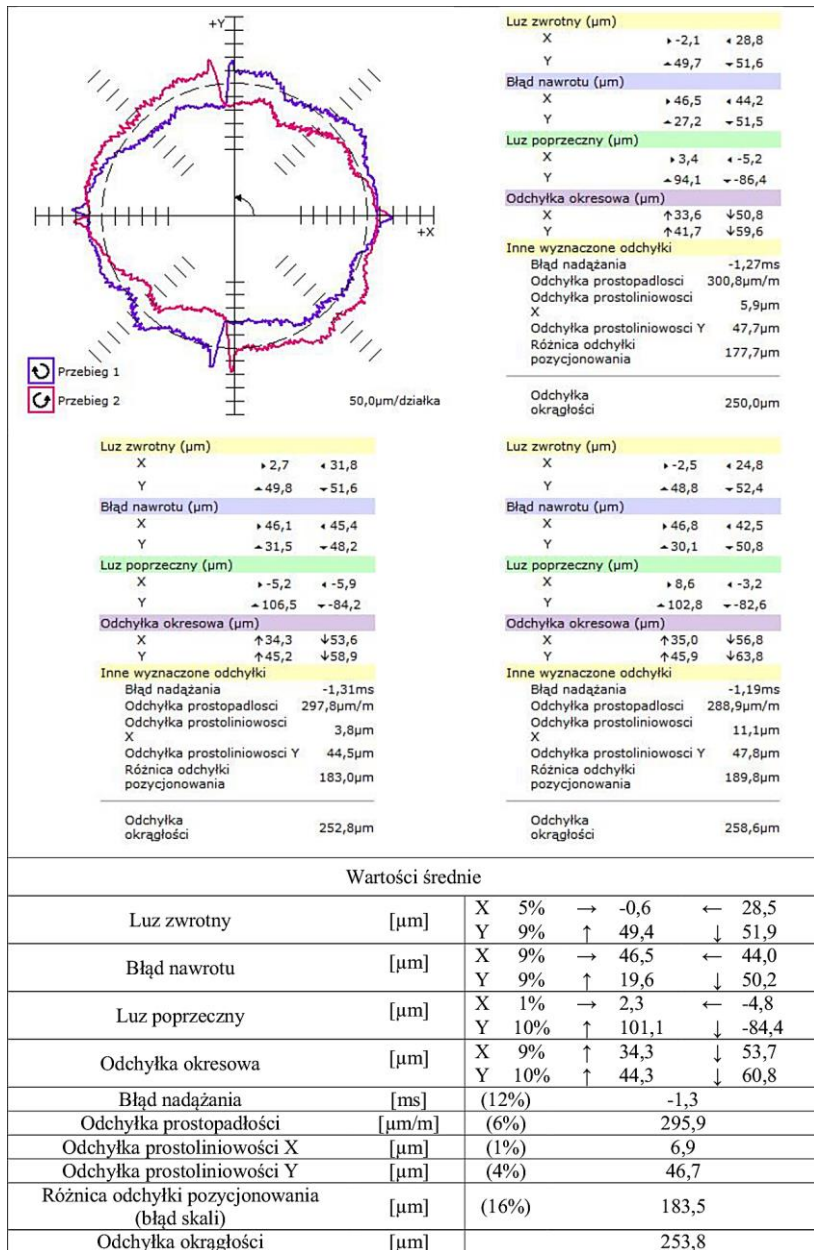 +Y
+X
Przebieg 1
Przebieg 2
50,0µm/działka
Luz zwrotny (µm)
X ▸-2,1 ◂28,8
Y ▴49,7 ▾51,6
Błąd nawrotu (µm)
X ▸46,5 ◂44,2
Y ▴27,2 ▾51,5
Luz poprzeczny (µm)
X ▸3,4 ◂-5,2
Y ▴94,1 ▾-86,4
Odchyłka okresowa (µm)
X ↑33,6 ↓50,8
Y ↑41,7 ↓59,6
Inne wyznaczone odchyłki
Błąd nadążania -1,27ms
Odchyłka prostopadlosci 300,8µm/m
Odchyłka prostoliniowosci
X 5,9µm
Odchyłka prostoliniowosci Y 47,7µm
Różnica odchyłki
pozycjonowania 177,7µm
Odchyłka
okrągłości 250,0µm
Luz zwrotny (µm)
X ▸2,7 ◂31,8
Y ▴49,8 ▾51,6
Błąd nawrotu (µm)
X ▸46,1 ◂45,4
Y ▴31,5 ▾48,2
Luz poprzeczny (µm)
X ▸-5,2 ◂-5,9
Y ▴106,5 ▾-84,2
Odchyłka okresowa (µm)
X ↑34,3 ↓53,6
Y ↑45,2 ↓58,9
Inne wyznaczone odchyłki
Błąd nadążania -1,31ms
Odchyłka prostopadlosci 297,8µm/m
Odchyłka prostoliniowosci
X 3,8µm
Odchyłka prostoliniowosci Y 44,5µm
Różnica odchyłki
pozycjonowania 183,0µm
Odchyłka
okrągłości 252,8µm
Luz zwrotny (µm)
X ▸-2,5 ◂24,8
Y ▴48,8 ▾52,4
Błąd nawrotu (µm)
X ▸46,8 ◂42,5
Y ▴30,1 ▾50,8
Luz poprzeczny (µm)
X ▸8,6 ◂-3,2
Y ▴102,8 ▾-82,6
Odchyłka okresowa (µm)
X ↑35,0 ↓56,8
Y ↑45,9 ↓63,8
Inne wyznaczone odchyłki
Błąd nadążania -1,19ms
Odchyłka prostopadlosci 288,9µm/m
Odchyłka prostoliniowosci
X 11,1µm
Odchyłka prostoliniowosci Y 47,8µm
Różnica odchyłki
pozycjonowania 189,8µm
Odchyłka
okrągłości 258,6µm
Wartości średnie
Luz zwrotny [µm] X 5% → -0,6 ← 28,5
Y 9% ↑ 49,4 ↓ 51,9
Błąd nawrotu [µm] X 9% → 46,5 ← 44,0
Y 9% ↑ 19,6 ↓ 50,2
Luz poprzeczny [µm] X 1% → 2,3 ← -4,8
Y 10% ↑ 101,1 ↓ -84,4
Odchyłka okresowa [µm] X 9% ↑ 34,3 ↓ 53,7
Y 10% ↑ 44,3 ↓ 60,8
Błąd nadążania [ms] (12%) -1,3
Odchyłka prostopadłości [µm/m] (6%) 295,9
Odchyłka prostoliniowości X [µm] (1%) 6,9
Odchyłka prostoliniowości Y [µm] (4%) 46,7
Różnica odchyłki pozycjonowania
(błąd skali) [µm] (16%) 183,5
Odchyłka okrągłości [µm] 253,8